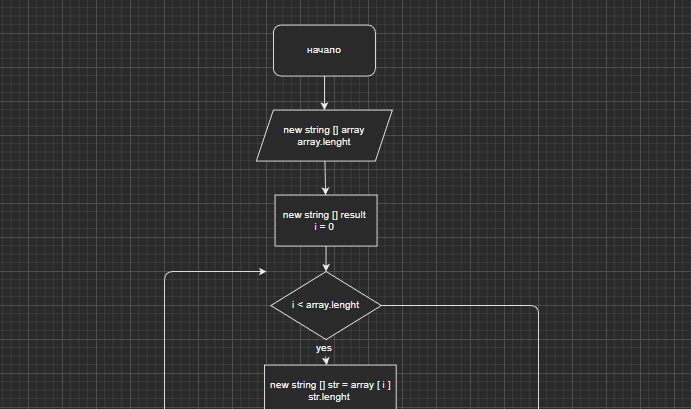 начало
new string [] array
array.lenght
new string [] result
i = 0
i < array.lenght
yes
new string [] str = array [ i ]
str.lenght